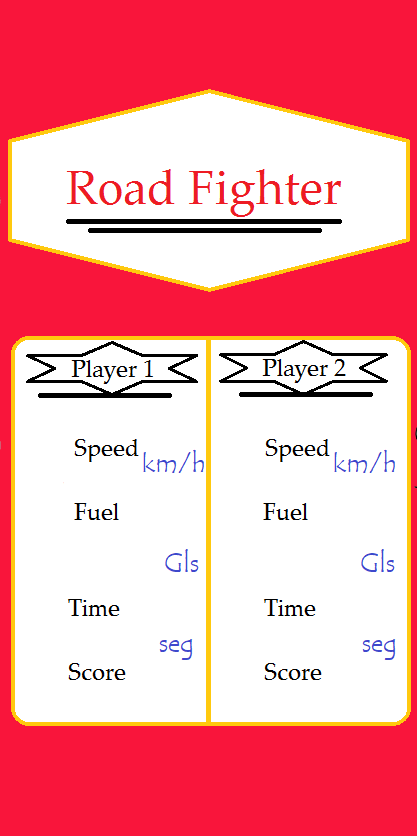 Road Fighter
Player 1
Speed
km/h
Fuel
Gls
Time
seg
Score
Player 2
Speed
km/h
Fuel
Gls
Time
seg
Score